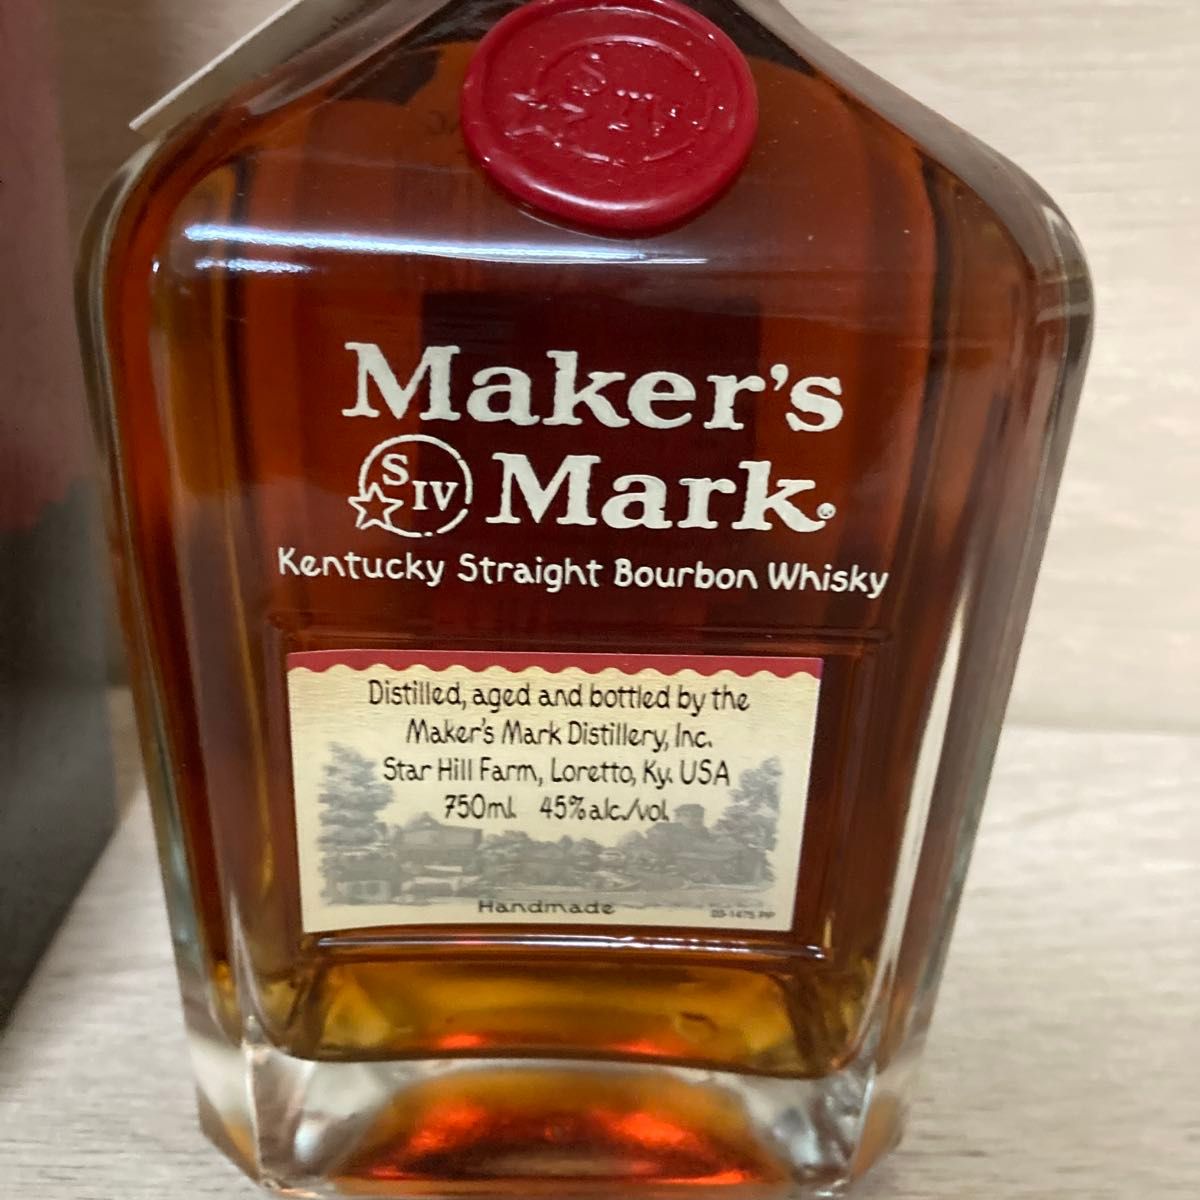 S IV
Maker's
S IV Mark®
Kentucky Straight Bourbon Whisky
Distilled, aged and bottled by the
Maker's Mark Distillery, Inc.
Star Hill Farm, Loretto, Ky. USA
750ml. 45%alc./vol.
Handmade